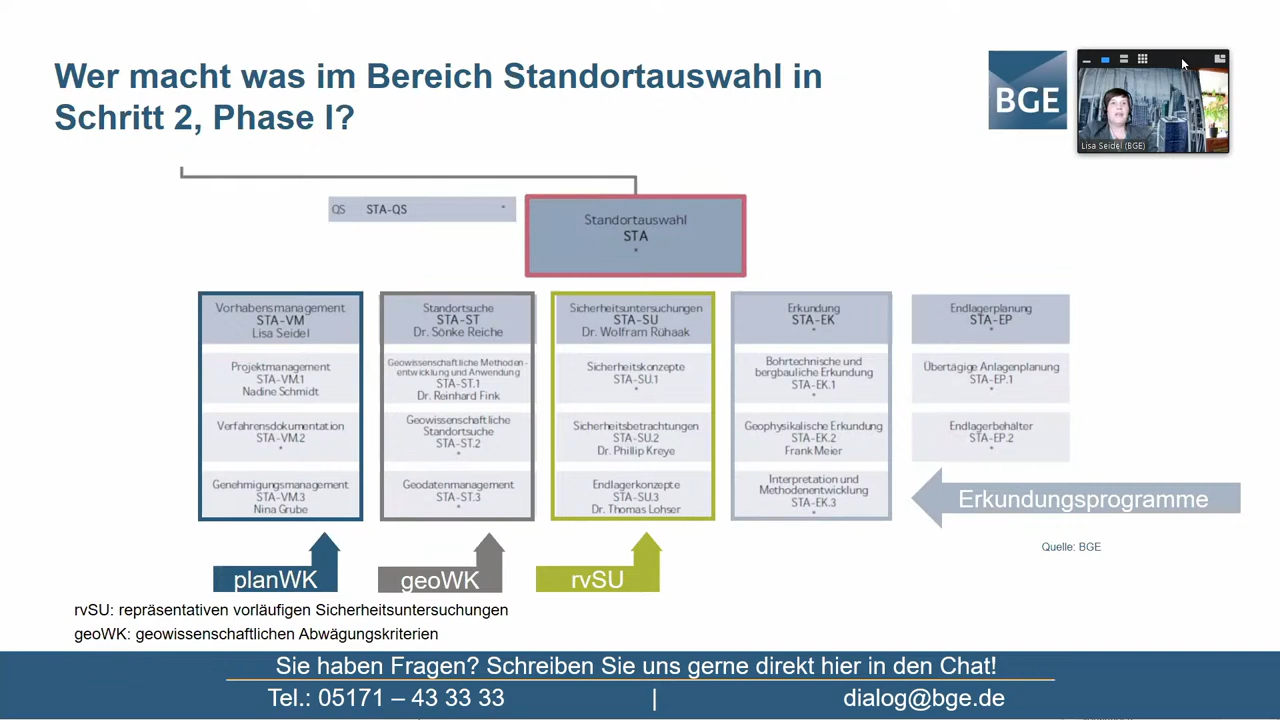 Wer macht was im Bereich Standortauswahl in
Schritt 2, Phase I?
BGE
Lisa Seidel (BGE)
QS STA-QS *
Standortauswahl
STA
*
Vorhabensmanagement
STA-VM
Lisa Seidel
Projektmanagement
STA-VM.1
Nadine Schmidt
Verfahrensdokumentation
STA-VM.2
*
Genehmigungsmanagement
STA-VM.3
Nina Grube
Standortsuche
STA-ST
Dr. Sönke Reiche
Geowissenschaftliche Methoden-
entwicklung und Anwendung
STA-ST.1
Dr. Reinhard Fink
Geowissenschaftliche
Standortsuche
STA-ST.2
*
Geodatenmanagement
STA-ST.3
*
Sicherheitsuntersuchungen
STA-SU
Dr. Wolfram Rühaak
Sicherheitskonzepte
STA-SU.1
*
Sicherheitsbetrachtungen
STA-SU.2
Dr. Phillip Kreye
Endlagerkonzepte
STA-SU.3
Dr. Thomas Lohser
Erkundung
STA-EK
*
Bohrtechnische und
bergbauliche Erkundung
STA-EK.1
*
Geophysikalische Erkundung
STA-EK.2
Frank Meier
Interpretation und
Methodenentwicklung
STA-EK.3
*
Endlagerplanung
STA-EP
*
Übertägige Anlagenplanung
STA-EP.1
*
Endlagerbehälter
STA-EP.2
*
Erkundungsprogramme
Quelle: BGE
planWK
geoWK
rvSU
rvSU: repräsentativen vorläufigen Sicherheitsuntersuchungen
geoWK: geowissenschaftlichen Abwägungskriterien
Sie haben Fragen? Schreiben Sie uns gerne direkt hier in den Chat!
Tel.: 05171 – 43 33 33 | dialog@bge.de